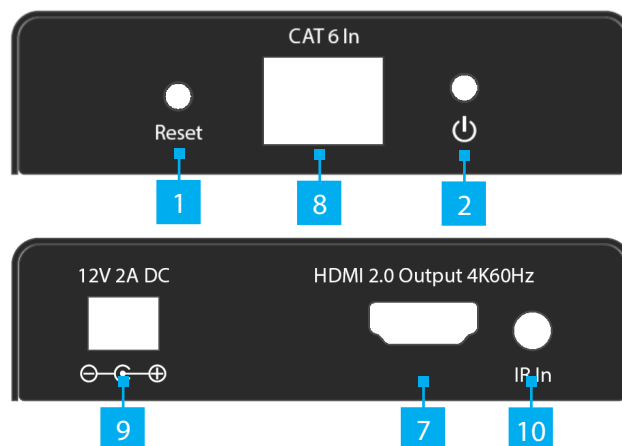 CAT 6 In
Reset
1
8
2
12V 2A DC
HDMI 2.0 Output 4K60Hz
IR In
9
7
10